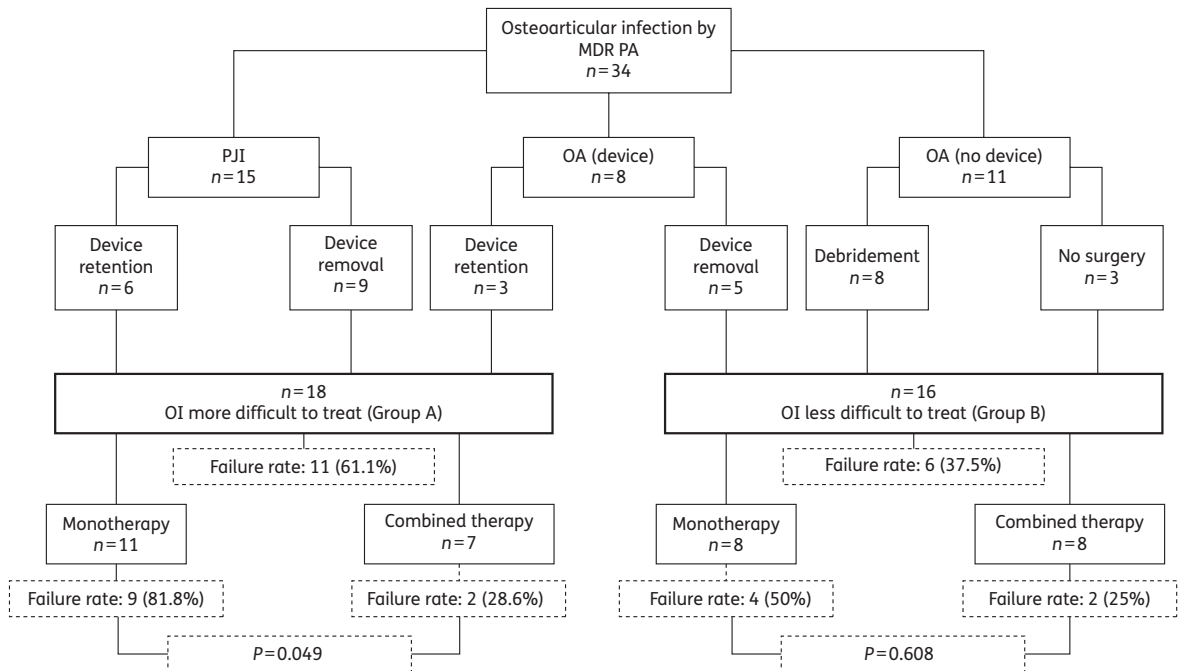 Osteoarticular infection by
MDR PA
n=34
PJI
n=15
OA (device)
n=8
OA (no device)
n=11
Device
retention
n=6
Device
removal
n=9
Device
retention
n=3
Device
removal
n=5
Debridement
n=8
No surgery
n=3
n=18
OI more difficult to treat (Group A)
n=16
OI less difficult to treat (Group B)
Failure rate: 11 (61.1%)
Failure rate: 6 (37.5%)
Monotherapy
n=11
Combined therapy
n=7
Monotherapy
n=8
Combined therapy
n=8
Failure rate: 9 (81.8%)
Failure rate: 2 (28.6%)
Failure rate: 4 (50%)
Failure rate: 2 (25%)
P=0.049
P=0.608